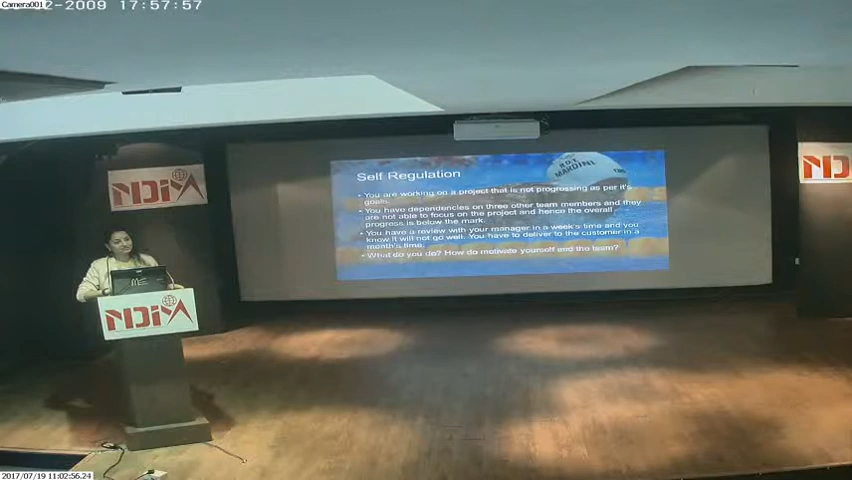 Camera001
-2009 17:57:57
Self Regulation
• You are working on a project that is not progressing as per it's
goals.
• You have dependencies on three other team members and they
are not able to focus on the project and hence the overall
progress is below the mark.
• You have a review with your manager in a week's time and you
know it will not go well. You have to deliver to the customer in a
month's time.
• What do you do? How do motivate yourself and the team?
NDIM
ND
NDIM
2017/07/19 11:02:56.24